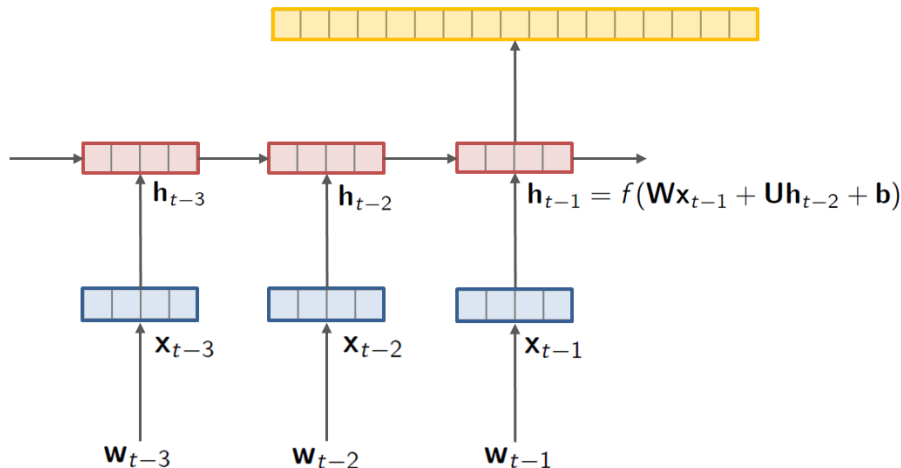 h_{t−3} h_{t−2} h_{t−1} = f(Wx_{t−1} + Uh_{t−2} + b)
x_{t−3} x_{t−2} x_{t−1}
w_{t−3} w_{t−2} w_{t−1}